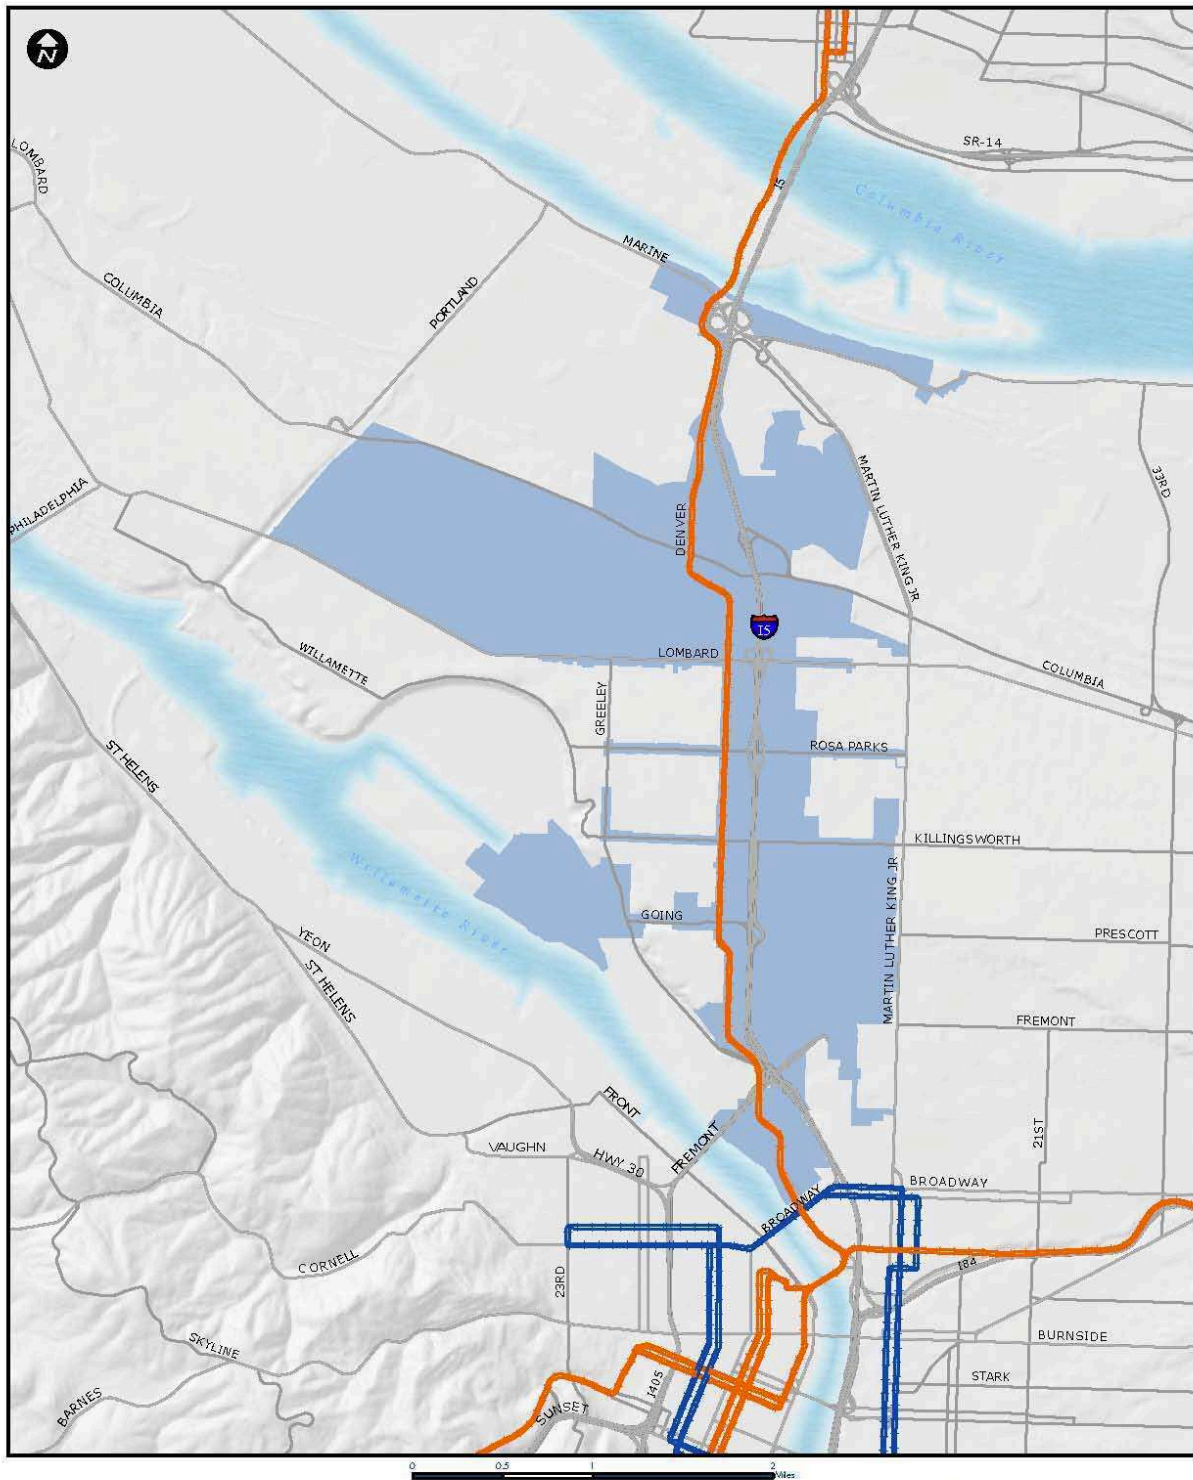 N
SR-14
LOMBARD
I5
Columbia River
MARINE
COLUMBIA
PORTLAND
33RD
MARTIN LUTHER KING JR
PHILADELPHIA
DENVER
I5
WILLAMETTE
LOMBARD
COLUMBIA
GREELEY
ROSA PARKS
ST HELENS
KILLINGSWORTH
Willamette River
MARTIN LUTHER KING JR
GOING
YEON
PRESCOTT
ST HELENS
FREMONT
FRONT
21ST
FREMONT
VAUGHN
HWY 30
BROADWAY
BROADWAY
CORNELL
23RD
I84
SKYLINE
BURNSIDE
STARK
I405
BARNES
SUNSET
0 0.5 1 2
Miles